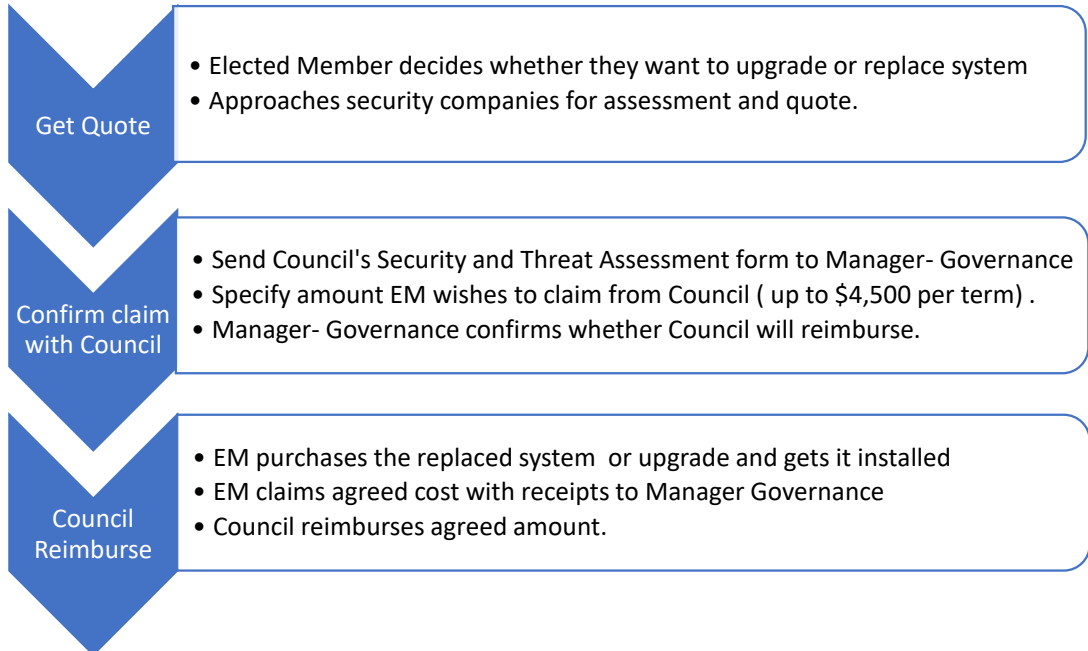 Get Quote
• Elected Member decides whether they want to upgrade or replace system
• Approaches security companies for assessment and quote.
Confirm claim
with Council
• Send Council's Security and Threat Assessment form to Manager- Governance
• Specify amount EM wishes to claim from Council ( up to $4,500 per term) .
• Manager- Governance confirms whether Council will reimburse.
Council
Reimburse
• EM purchases the replaced system  or upgrade and gets it installed
• EM claims agreed cost with receipts to Manager Governance
• Council reimburses agreed amount.